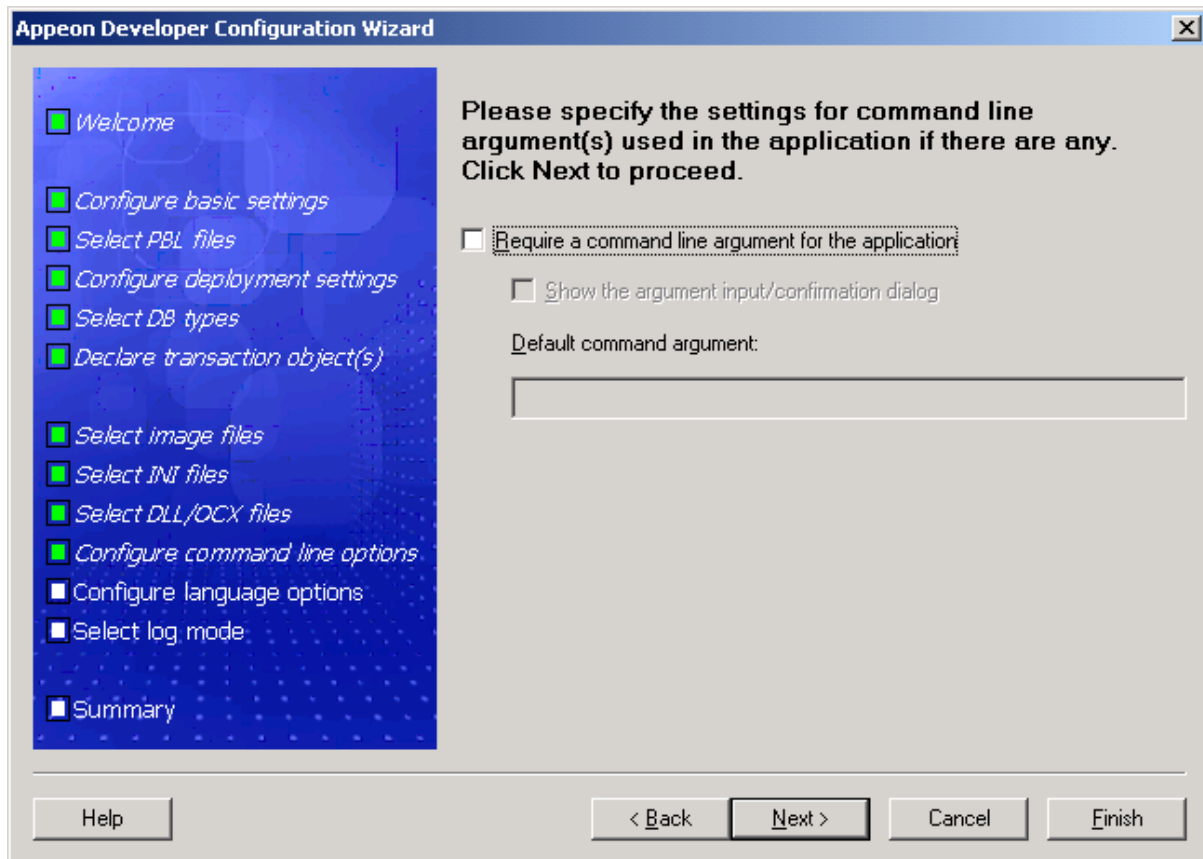 Appeon Developer Configuration Wizard
Welcome
Configure basic settings
Select PBL files
Configure deployment settings
Select DB types
Declare transaction object(s)
Select image files
Select INI files
Select DLL/OCX files
Configure command line options
Configure language options
Select log mode
Summary
Please specify the settings for command line
argument(s) used in the application if there are any.
Click Next to proceed.
Require a command line argument for the application
Show the argument input/confirmation dialog
Default command argument:
Help
< Back
Next >
Cancel
Finish